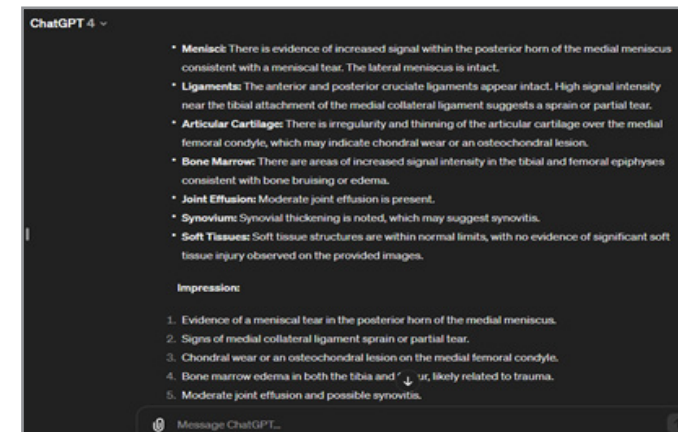 ChatGPT 4
• Menisci: There is evidence of increased signal within the posterior horn of the medial meniscus
consistent with a meniscal tear. The lateral meniscus is intact.
• Ligaments: The anterior and posterior cruciate ligaments appear intact. High signal intensity
near the tibial attachment of the medial collateral ligament suggests a sprain or partial tear.
• Articular Cartilage: There is irregularity and thinning of the articular cartilage over the medial
femoral condyle, which may indicate chondral wear or an osteochondral lesion.
• Bone Marrow: There are areas of increased signal intensity in the tibial and femoral epiphyses
consistent with bone bruising or edema.
• Joint Effusion: Moderate joint effusion is present.
• Synovium: Synovial thickening is noted, which may suggest synovitis.
• Soft Tissues: Soft tissue structures are within normal limits, with no evidence of significant soft
tissue injury observed on the provided images.
Impression:
1. Evidence of a meniscal tear in the posterior horn of the medial meniscus.
2. Signs of medial collateral ligament sprain or partial tear.
3. Chondral wear or an osteochondral lesion on the medial femoral condyle.
4. Bone marrow edema in both the tibia and ur, likely related to trauma.
5. Moderate joint effusion and possible synovitis.
Message ChatGPT...